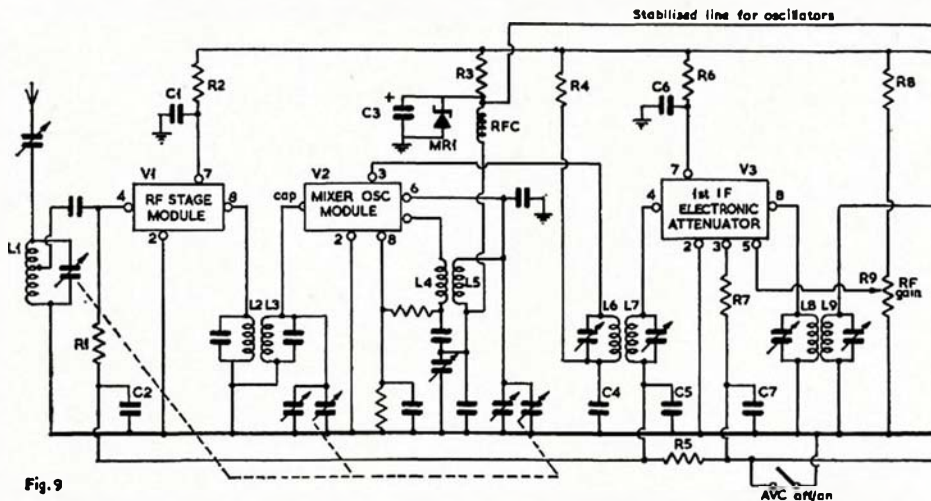 Stabilised line for oscillators
R2
R3
R4
R6
R8
C1
C3
+
MR1
RFC
C6
V1
7
4
RF STAGE
MODULE
8
2
V2
3
cap
MIXER OSC
MODULE
6
2
8
V3
7
4
1st IF
ELECTRONIC
ATTENUATOR
8
2
3
5
L1
L2
L3
L4
L5
L6
L7
L8
L9
R9
RF
gain
R1
R7
C2
C4
C5
C7
R5
AVC off/on
Fig.9